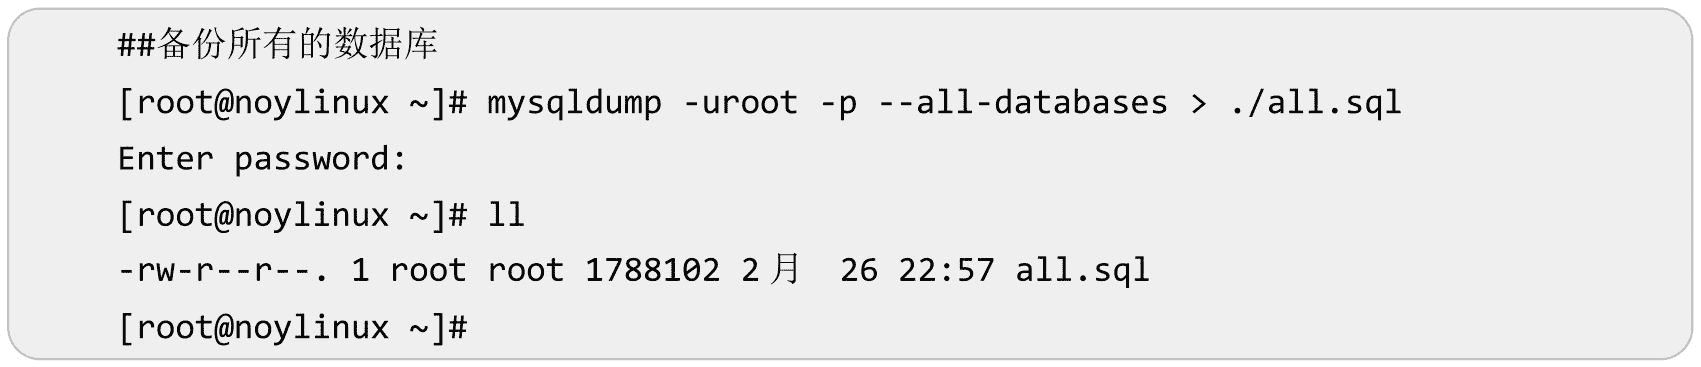 ##备份所有的数据库
[root@noylinux ~]# mysqldump -uroot -p --all-databases > ./all.sql
Enter password:
[root@noylinux ~]# ll
-rw-r--r--. 1 root root 1788102 2月  26 22:57 all.sql
[root@noylinux ~]#